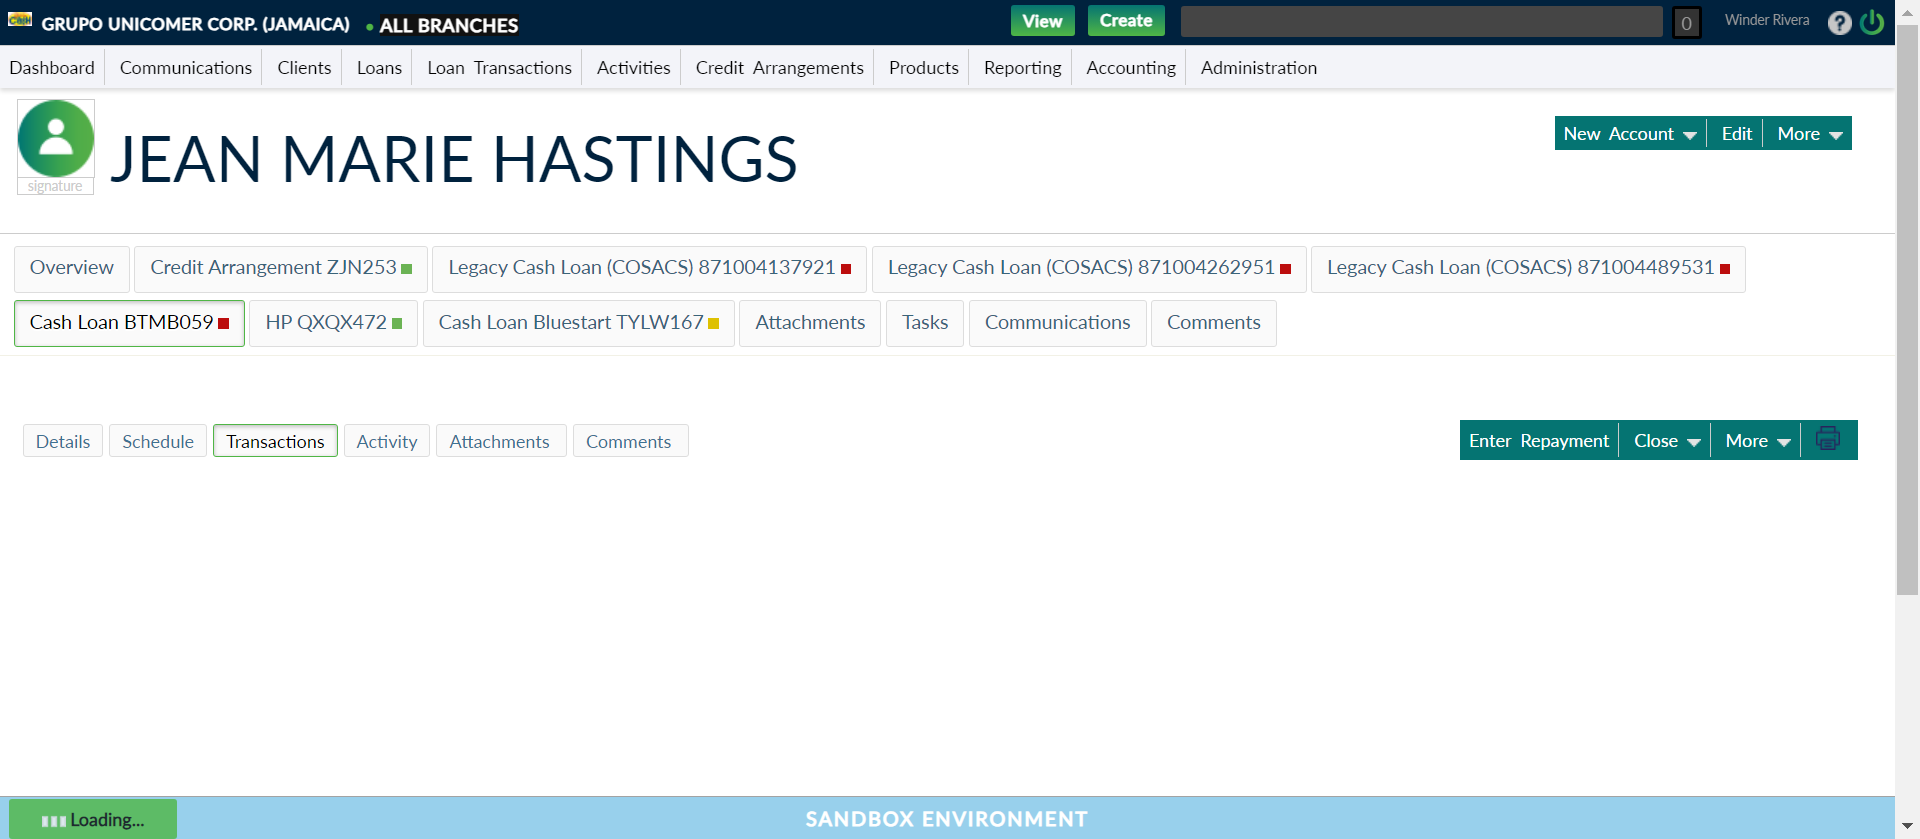 Cash GRUPO UNICOMER CORP. (JAMAICA) ALL BRANCHES View Create 0 Winder Rivera ?
Dashboard Communications Clients Loans Loan Transactions Activities Credit Arrangements Products Reporting Accounting Administration
JEAN MARIE HASTINGS
signature
New Account Edit More
Overview Credit Arrangement ZJN253 Legacy Cash Loan (COSACS) 871004137921 Legacy Cash Loan (COSACS) 871004262951 Legacy Cash Loan (COSACS) 871004489531
Cash Loan BTMB059 HP QXQX472 Cash Loan Bluestart TYLW167 Attachments Tasks Communications Comments
Details Schedule Transactions Activity Attachments Comments Enter Repayment Close More
Loading... SANDBOX ENVIRONMENT